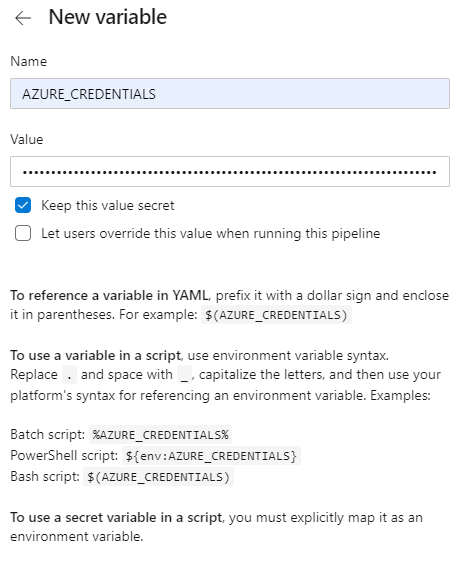 New variable
Name
AZURE_CREDENTIALS
Value
••••••••••••••••••••••••••••••••••••••••••••••••••••••••••••••••••••••••••
Keep this value secret
Let users override this value when running this pipeline
To reference a variable in YAML, prefix it with a dollar sign and enclose
it in parentheses. For example: $(AZURE_CREDENTIALS)
To use a variable in a script, use environment variable syntax.
Replace . and space with _, capitalize the letters, and then use your
platform's syntax for referencing an environment variable. Examples:
Batch script: %AZURE_CREDENTIALS%
PowerShell script: ${env:AZURE_CREDENTIALS}
Bash script: $(AZURE_CREDENTIALS)
To use a secret variable in a script, you must explicitly map it as an
environment variable.